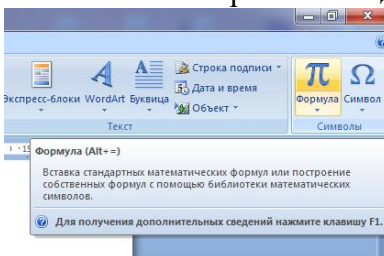 Экспресс-блоки WordArt Буквица
Строка подписи
Дата и время
Объект
Формула Символ
Текст
Символы
Формула (Alt+=)
Вставка стандартных математических формул или построение
собственных формул с помощью библиотеки математических
символов.
Для получения дополнительных сведений нажмите клавишу F1.